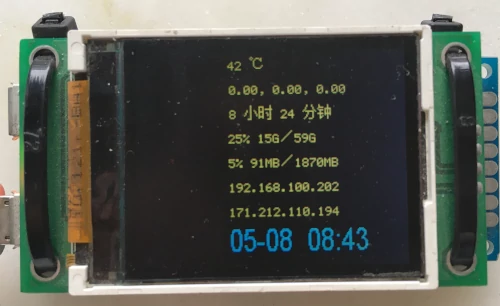 42 ℃
0.00, 0.00, 0.00
8 小时 24 分钟
25% 15G/59G
5% 91MB/1870MB
192.168.100.202
171.212.110.194
05-08 08:43